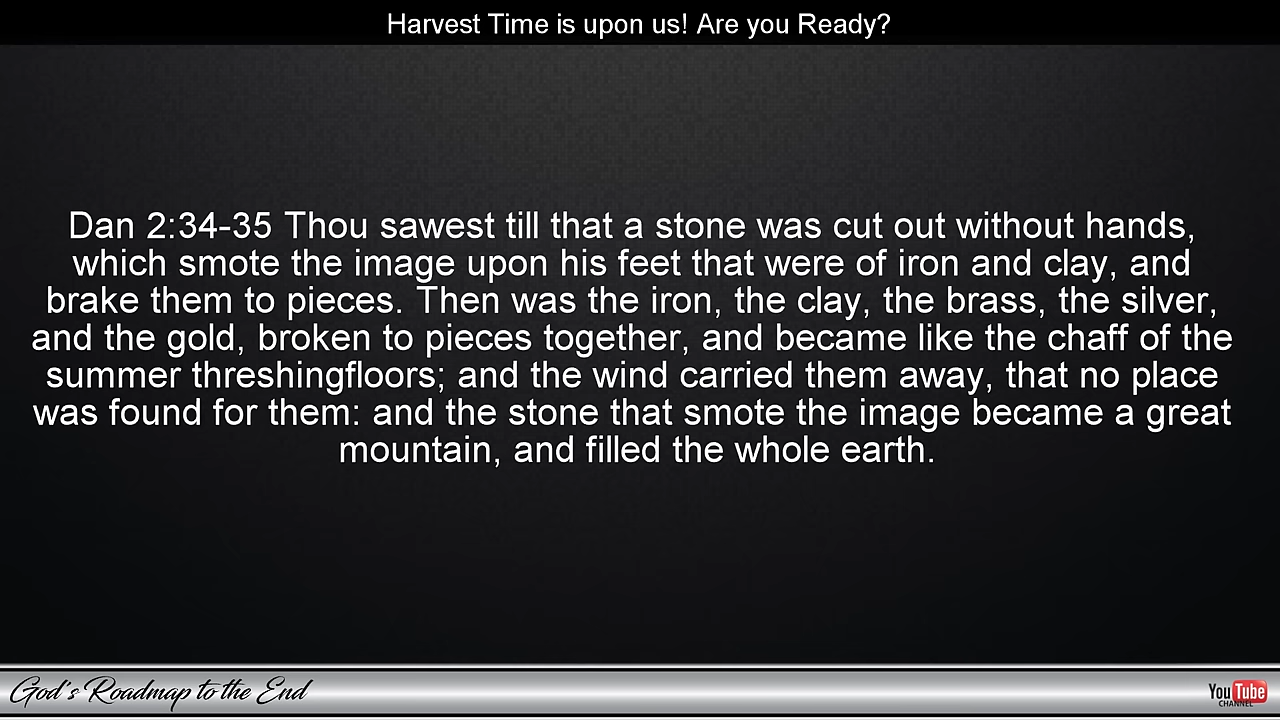 Harvest Time is upon us! Are you Ready?
Dan 2:34-35 Thou sawest till that a stone was cut out without hands,
which smote the image upon his feet that were of iron and clay, and
brake them to pieces. Then was the iron, the clay, the brass, the silver,
and the gold, broken to pieces together, and became like the chaff of the
summer threshingfloors; and the wind carried them away, that no place
was found for them: and the stone that smote the image became a great
mountain, and filled the whole earth.
God's Roadmap to the End
YouTube
CHANNEL